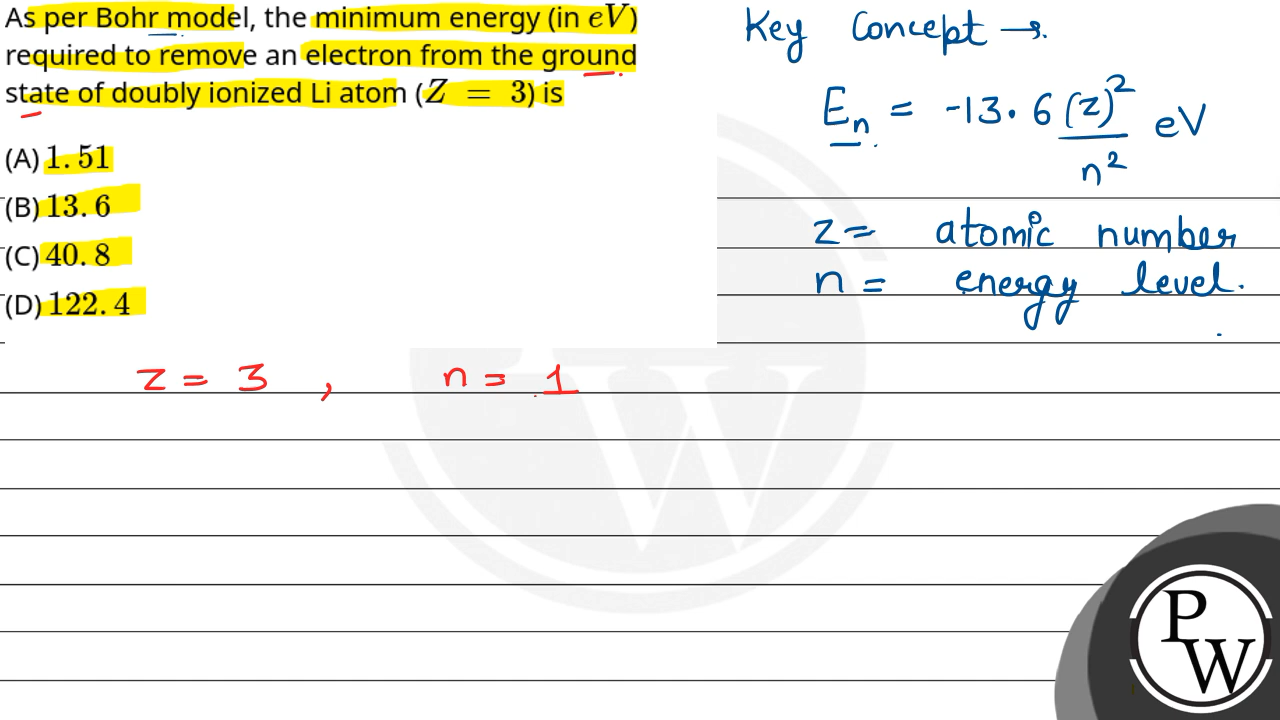 As per Bohr model, the minimum energy (in eV)
required to remove an electron from the ground
state of doubly ionized Li atom (Z = 3) is
(A) 1.51
(B) 13.6
(C) 40.8
(D) 122.4
Key Concept →.
Eₙ = -13.6 (z)² / n² eV
z = atomic number
n = energy level.
z = 3 , n = 1
PW